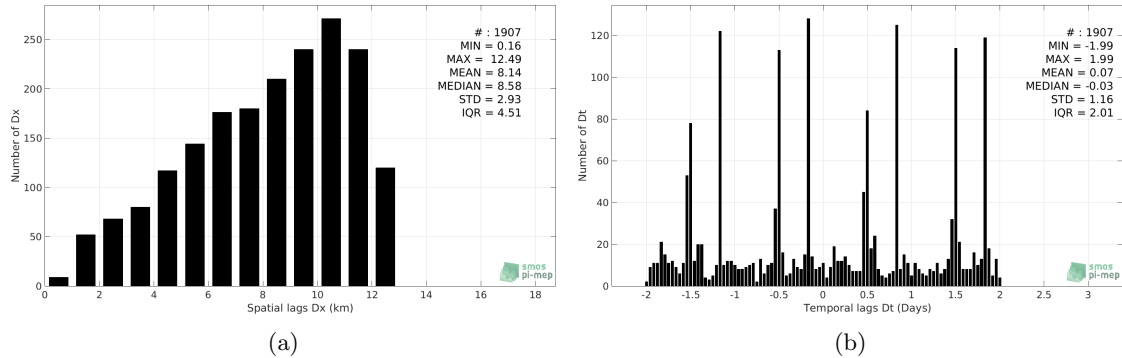 # : 1907
MIN = 0.16
MAX = 12.49
MEAN = 8.14
MEDIAN = 8.58
STD = 2.93
IQR = 4.51
Number of Dx
250
200
150
100
50
0
0 2 4 6 8 10 12 14 16 18
Spatial lags Dx (km)
smos
pi-mep
(a)
# : 1907
MIN = -1.99
MAX = 1.99
MEAN = 0.07
MEDIAN = -0.03
STD = 1.16
IQR = 2.01
Number of Dt
120
100
80
60
40
20
0
-2 -1.5 -1 -0.5 0 0.5 1 1.5 2 2.5 3
Temporal lags Dt (Days)
smos
pi-mep
(b)